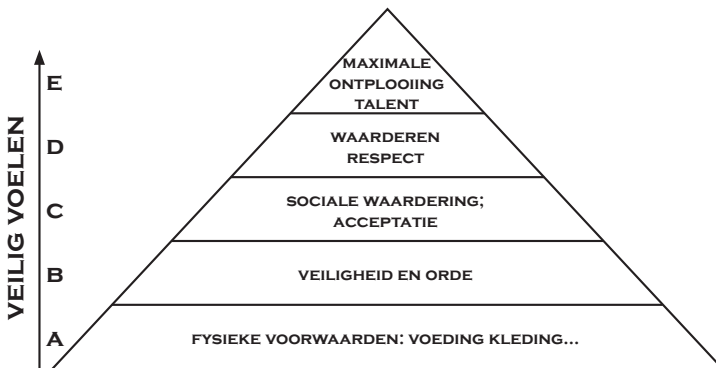 VEILIG VOELEN
E
MAXIMALE
ONTPLOOIING
TALENT
D
WAARDEREN
RESPECT
C
SOCIALE WAARDERING;
ACCEPTATIE
B
VEILIGHEID EN ORDE
A
FYSIEKE VOORWAARDEN: VOEDING KLEDING...